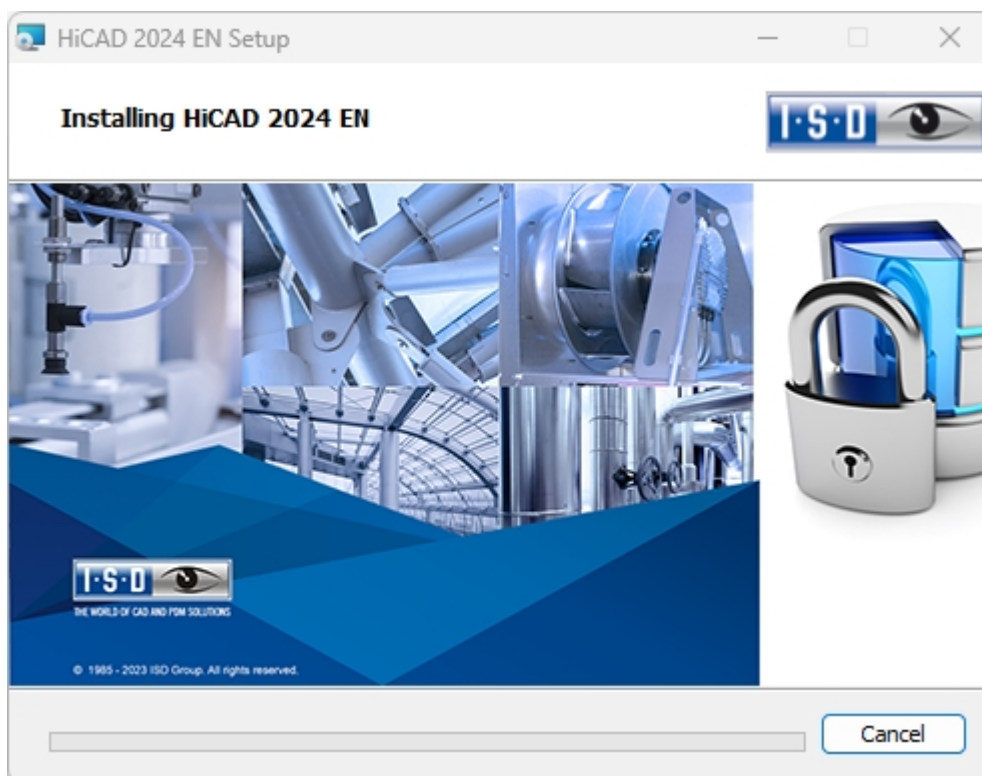 HiCAD 2024 EN Setup
Installing HiCAD 2024 EN
I·S·D
I·S·D
THE WORLD OF CAD AND PDM SOLUTIONS
© 1985 - 2023 ISD Group. All rights reserved.
Cancel